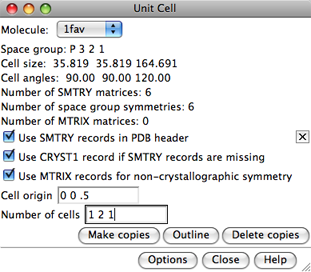 Unit Cell
Molecule: 1fav
Space group: P 3 2 1
Cell size: 35.819 35.819 164.691
Cell angles: 90.00 90.00 120.00
Number of SMTRY matrices: 6
Number of space group symmetries: 6
Number of MTRIX matrices: 0
Use SMTRY records in PDB header
Use CRYST1 record if SMTRY records are missing
Use MTRIX records for non-crystallographic symmetry
Cell origin 0 0 .5
Number of cells 1 2 1
Make copies Outline Delete copies
Options Close Help